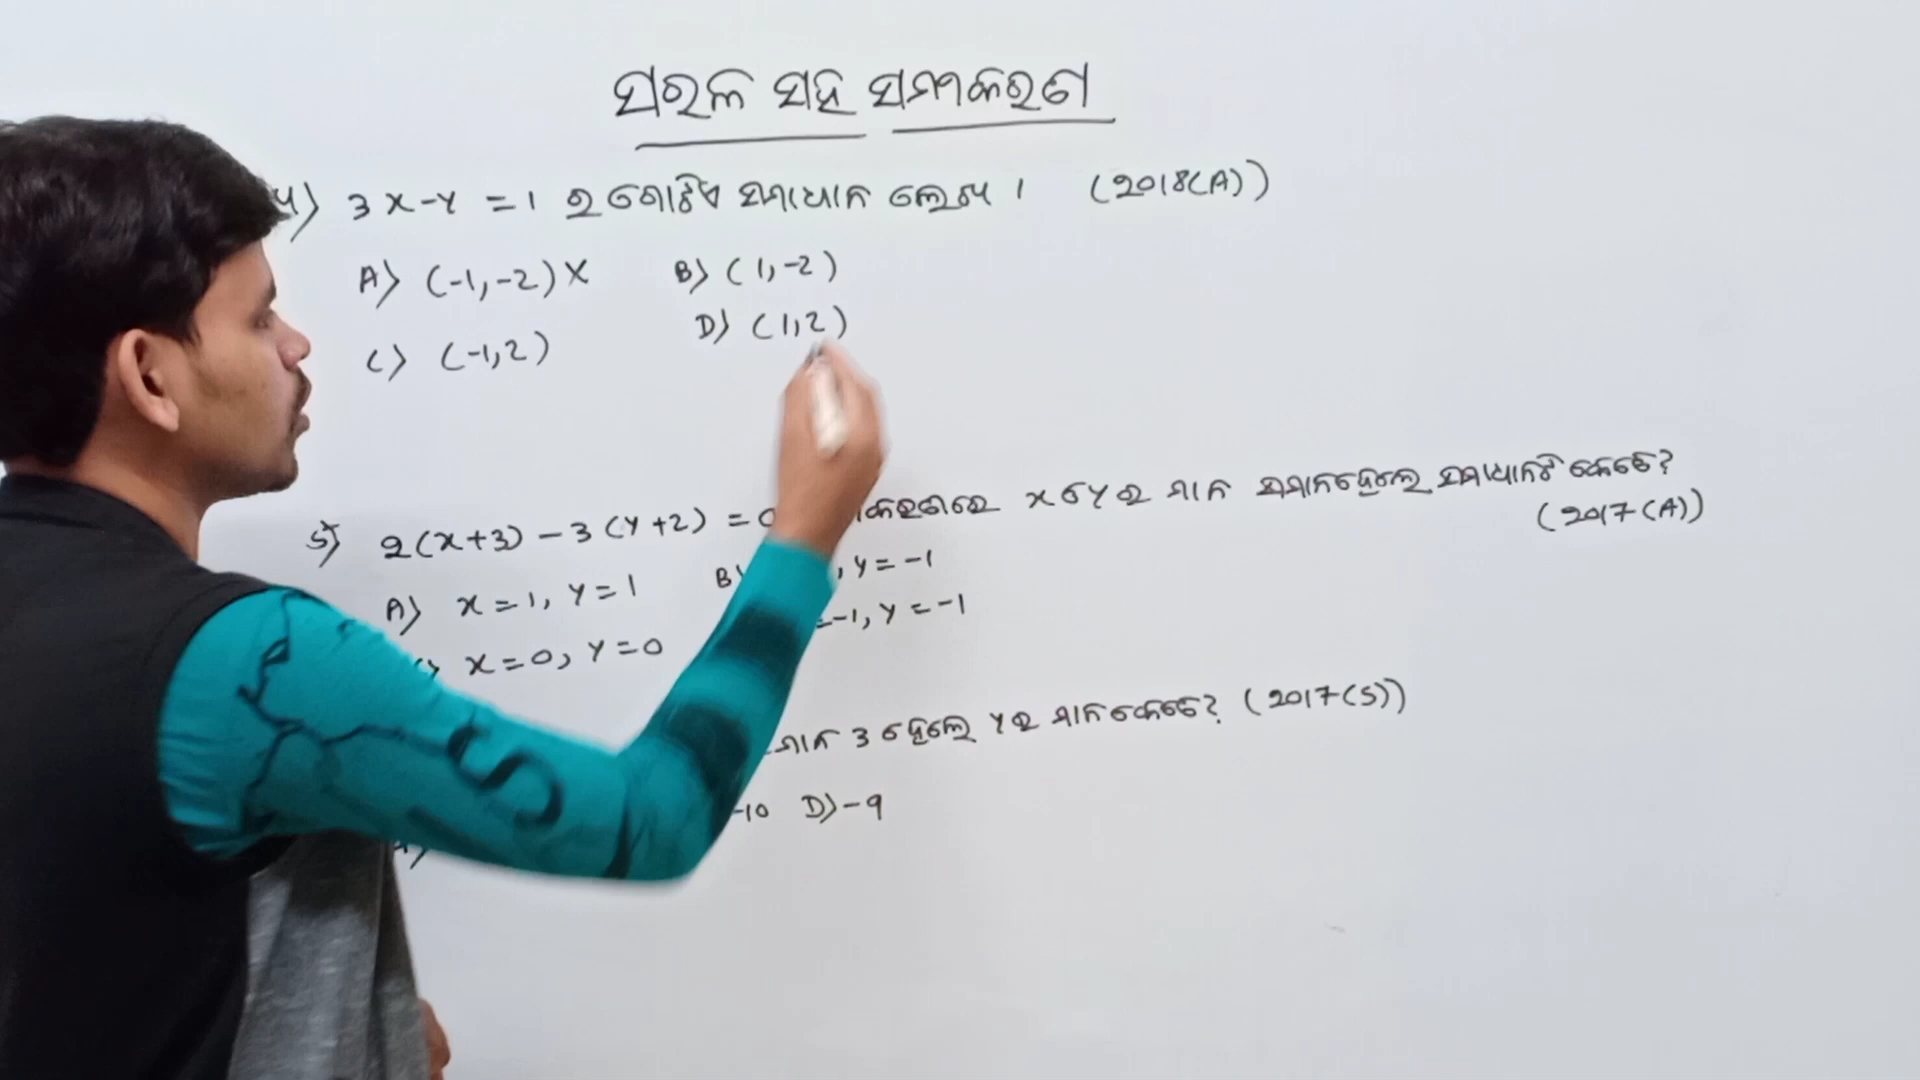 ସରଳ ସହ ସମୀକରଣ
4) 3x-y = 1 ର ଗୋଟିଏ ସମାଧାନ ଲେଖ । (2018(A))
A) (-1,-2) X B) (1,-2)
C) (-1,2) D) (1,2)
5) 2(x+3) - 3(y+2) = 0 କରଣରେ x ଓ y ର ମାନ ସମାନ ହେଲେ ସମାଧାନଟି କେତେ?
(2017(A))
A) x = 1, y = 1 B) , y = -1
C) x = 0, y = 0 = -1, y = -1
ମାନ 3 ହେଲେ y ର ମାନ କେତେ? (2017(S))
A) -10 D) -9